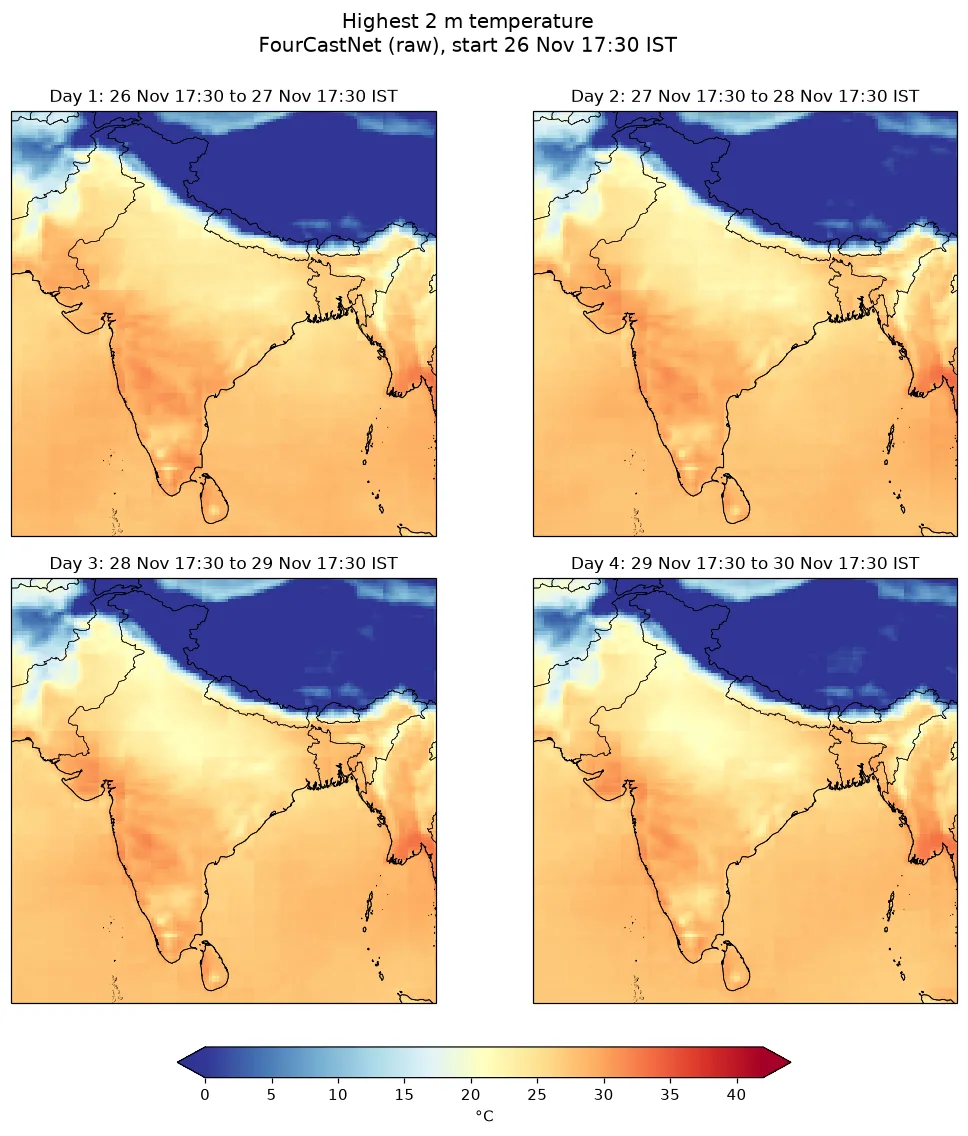 Highest 2 m temperature
FourCastNet (raw), start 26 Nov 17:30 IST
Day 1: 26 Nov 17:30 to 27 Nov 17:30 IST
Day 2: 27 Nov 17:30 to 28 Nov 17:30 IST
Day 3: 28 Nov 17:30 to 29 Nov 17:30 IST
Day 4: 29 Nov 17:30 to 30 Nov 17:30 IST
0 5 10 15 20 25 30 35 40
°C